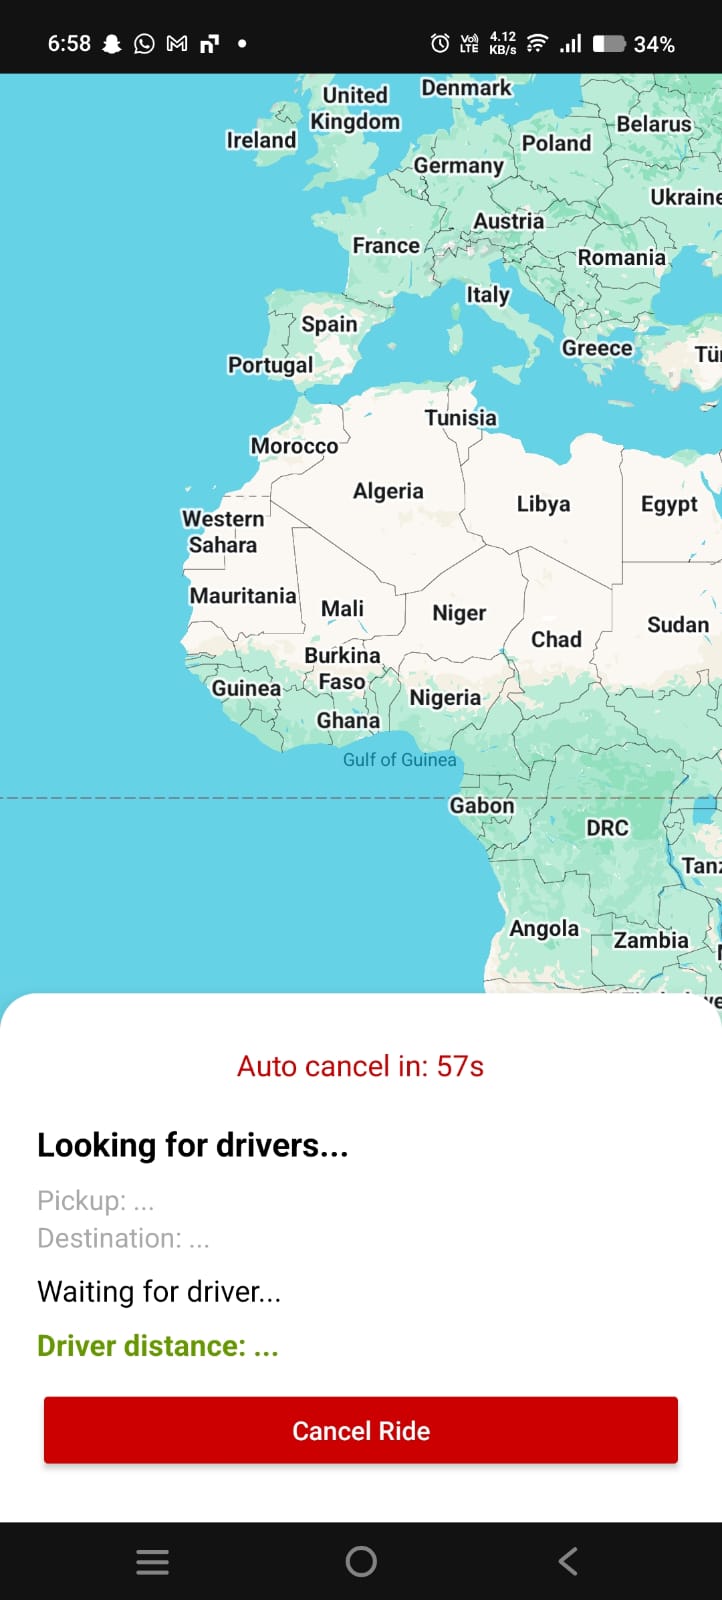 6:58
Vo)) LTE
4.12 KB/s
34%
United Kingdom
Denmark
Ireland
Belarus
Poland
Germany
Ukraine
Austria
France
Romania
Italy
Spain
Greece
Portugal
Tunisia
Morocco
Algeria
Libya
Egypt
Western Sahara
Mauritania
Mali
Niger
Sudan
Chad
Burkina Faso
Guinea
Nigeria
Ghana
Gulf of Guinea
Gabon
DRC
Angola
Zambia
Auto cancel in: 57s
Looking for drivers...
Pickup: ...
Destination: ...
Waiting for driver...
Driver distance: ...
Cancel Ride